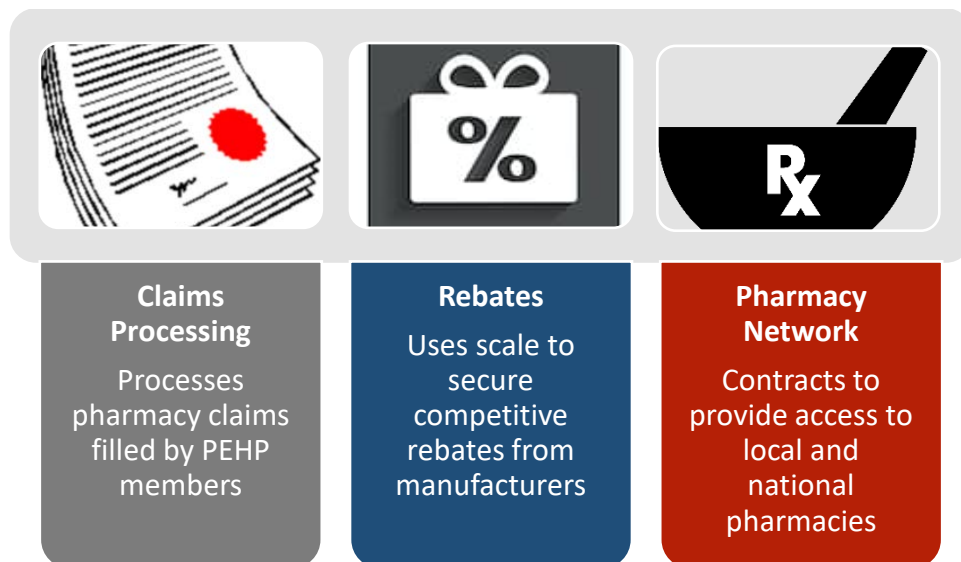 %
Rx
Claims
Processing
Processes
pharmacy claims
filled by PEHP
members
Rebates
Uses scale to
secure
competitive
rebates from
manufacturers
Pharmacy
Network
Contracts to
provide access to
local and
national
pharmacies